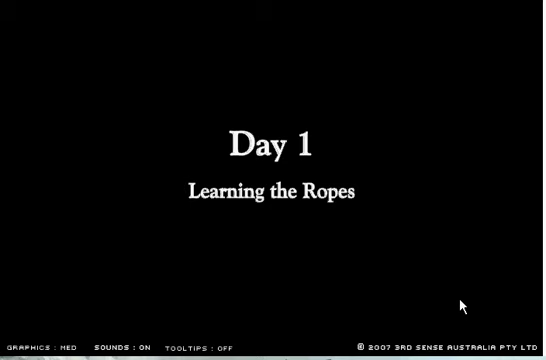 Day 1
Learning the Ropes
GRAPHICS : MED SOUNDS : ON TOOLTIPS : OFF © 2007 3RD SENSE AUSTRALIA PTY LTD